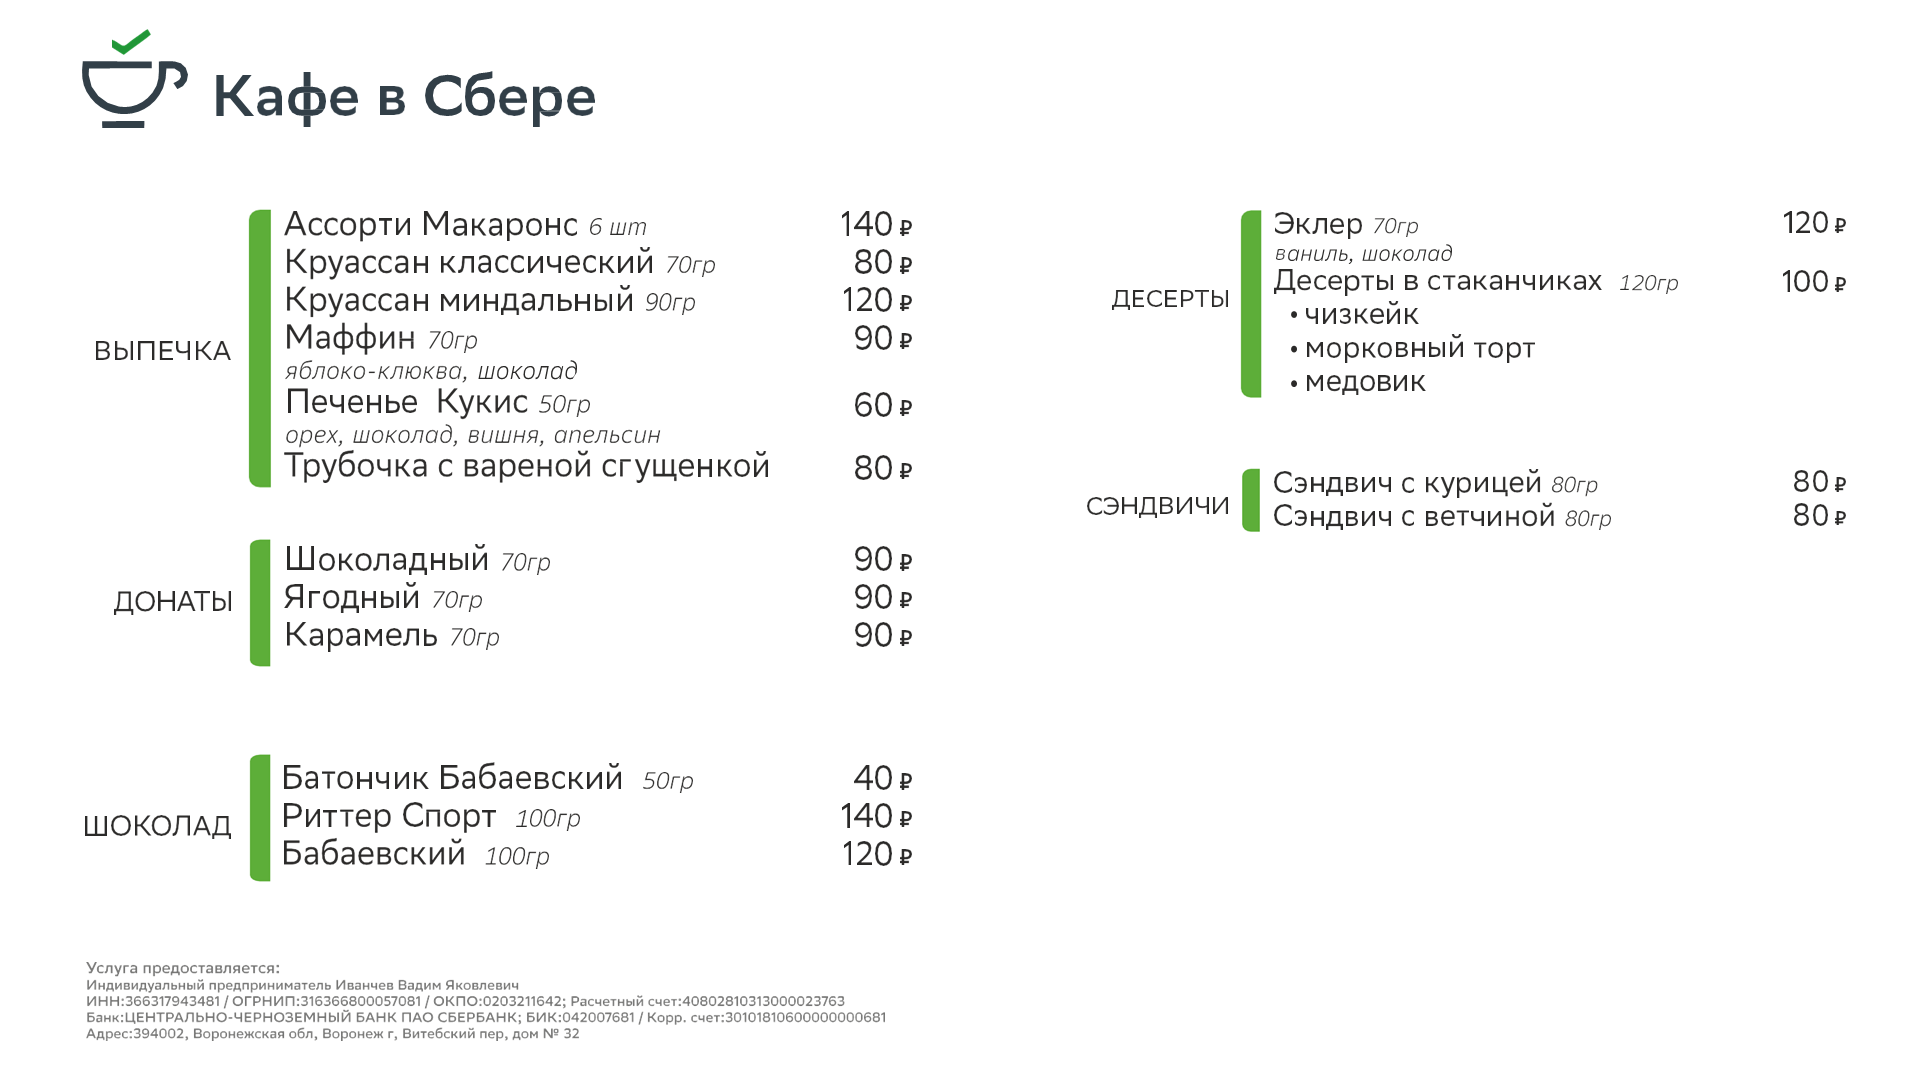 Кафе в Сбере
ВЫПЕЧКА
Ассорти Макаронс 6 шт 140 ₽
Круассан классический 70гр 80 ₽
Круассан миндальный 90гр 120 ₽
Маффин 70гр 90 ₽
яблоко-клюква, шоколад
Печенье Кукис 50гр 60 ₽
орех, шоколад, вишня, апельсин
Трубочка с вареной сгущенкой 80 ₽
ДОНАТЫ
Шоколадный 70гр 90 ₽
Ягодный 70гр 90 ₽
Карамель 70гр 90 ₽
ШОКОЛАД
Батончик Бабаевский 50гр 40 ₽
Риттер Спорт 100гр 140 ₽
Бабаевский 100гр 120 ₽
ДЕСЕРТЫ
Эклер 70гр 120 ₽
ваниль, шоколад
Десерты в стаканчиках 120гр 100 ₽
• чизкейк
• морковный торт
• медовик
СЭНДВИЧИ
Сэндвич с курицей 80гр 80 ₽
Сэндвич с ветчиной 80гр 80 ₽
Услуга предоставляется:
Индивидуальный предприниматель Иванчев Вадим Яковлевич
ИНН:366317943481 / ОГРНИП:316366800057081 / ОКПО:0203211642; Расчетный счет:40802810313000023763
Банк:ЦЕНТРАЛЬНО-ЧЕРНОЗЕМНЫЙ БАНК ПАО СБЕРБАНК; БИК:042007681 / Корр. счет:30101810600000000681
Адрес:394002, Воронежская обл, Воронеж г, Витебский пер, дом № 32